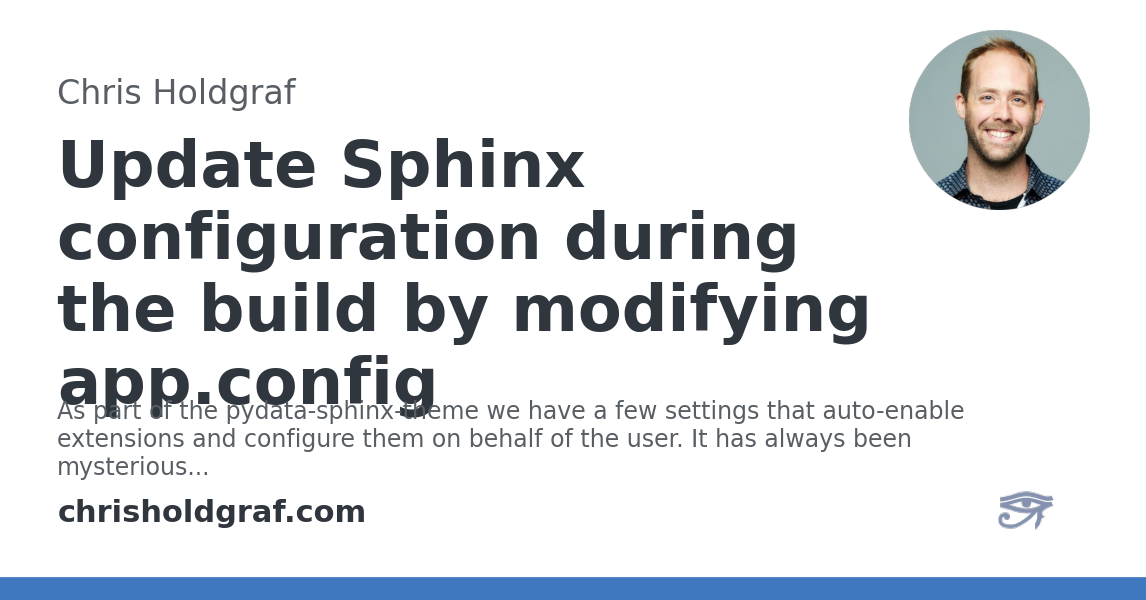 Chris Holdgraf
Update Sphinx
configuration during
the build by modifying
app.config
As part of the pydata-sphinx-theme we have a few settings that auto-enable
extensions and configure them on behalf of the user. It has always been
mysterious...
chrisholdgraf.com